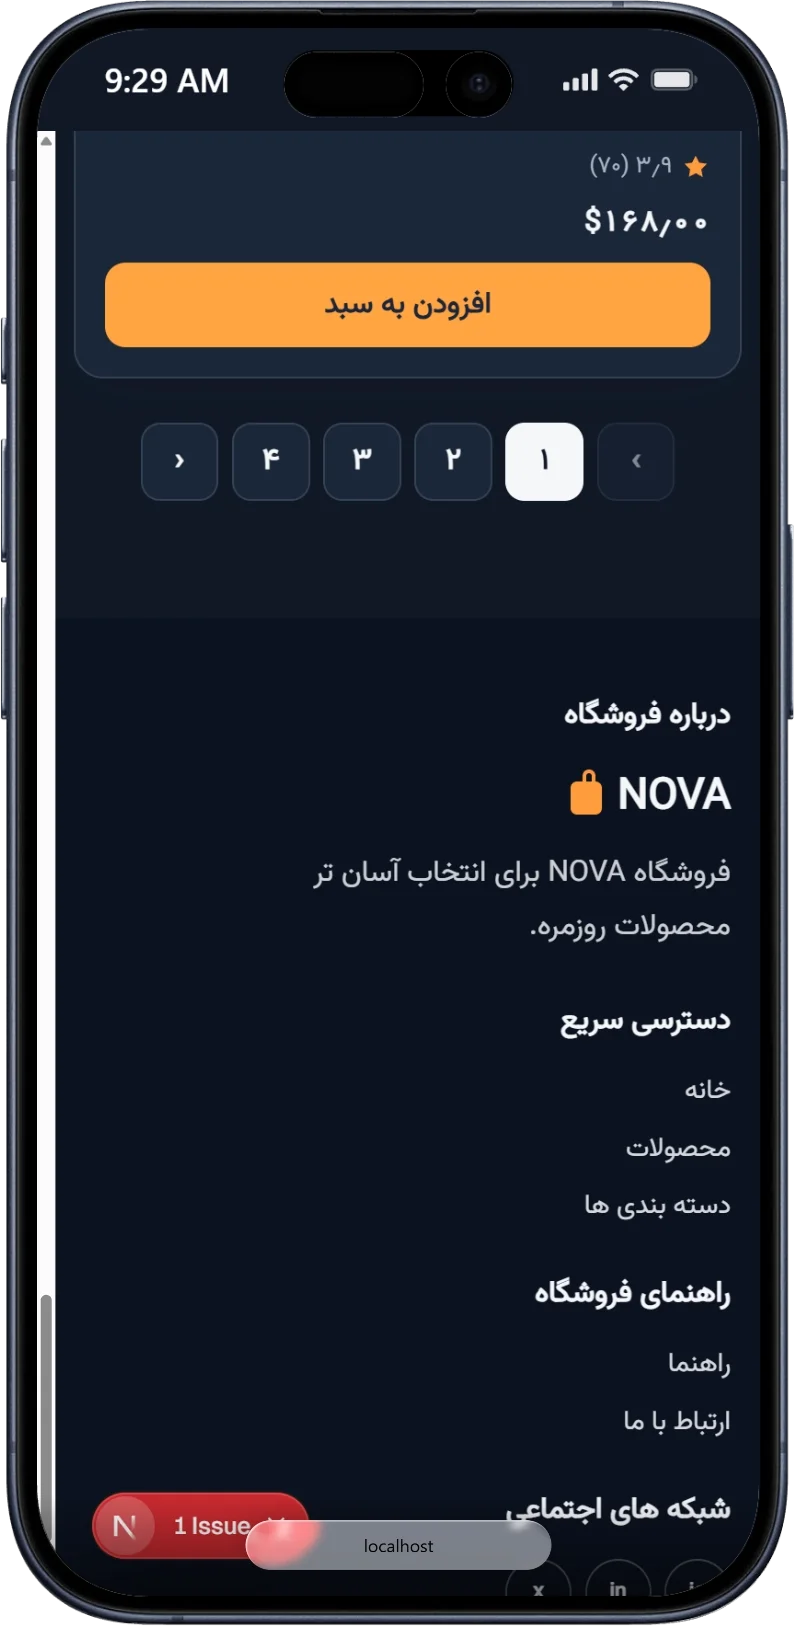 9:29 AM
۳٫۹ (۷۰)
$۱۶۸٫۰۰
افزودن به سبد
› ۱ ۲ ۳ ۴ ‹
درباره فروشگاه
NOVA
فروشگاه NOVA برای انتخاب آسان تر
محصولات روزمره.
دسترسی سریع
خانه
محصولات
دسته بندی ها
راهنمای فروشگاه
راهنما
ارتباط با ما
شبکه های اجتماعی
in x
N 1 Issue
localhost